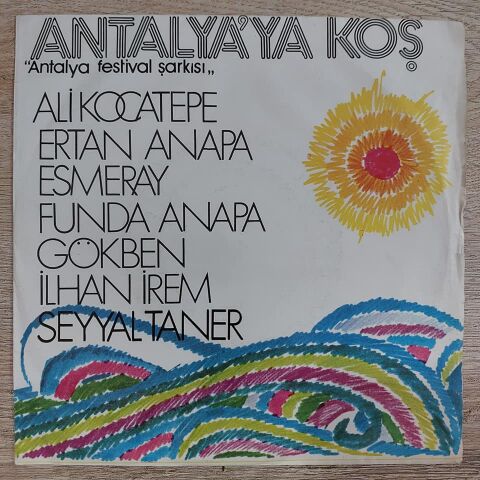 ANTALYA'YA KOŞ
“Antalya festival şarkısı„
ALİ KOCATEPE
ERTAN ANAPA
ESMERAY
FUNDA ANAPA
GÖKBEN
İLHAN İREM
SEYYAL TANER